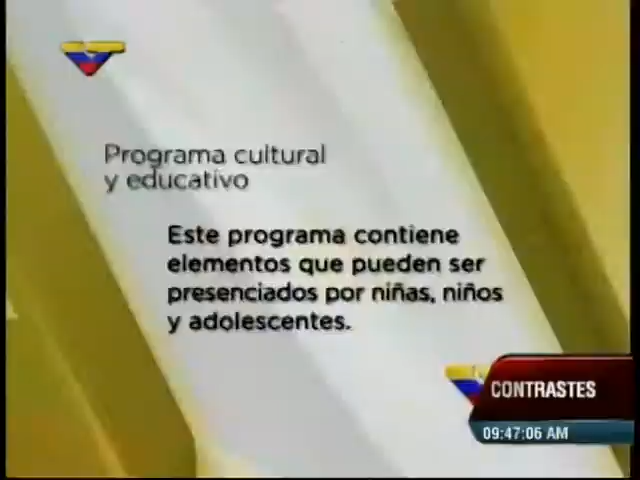 Programa cultural
y educativo
Este programa contiene
elementos que pueden ser
presenciados por niñas, niños
y adolescentes.
CONTRASTES
09:47:06 AM